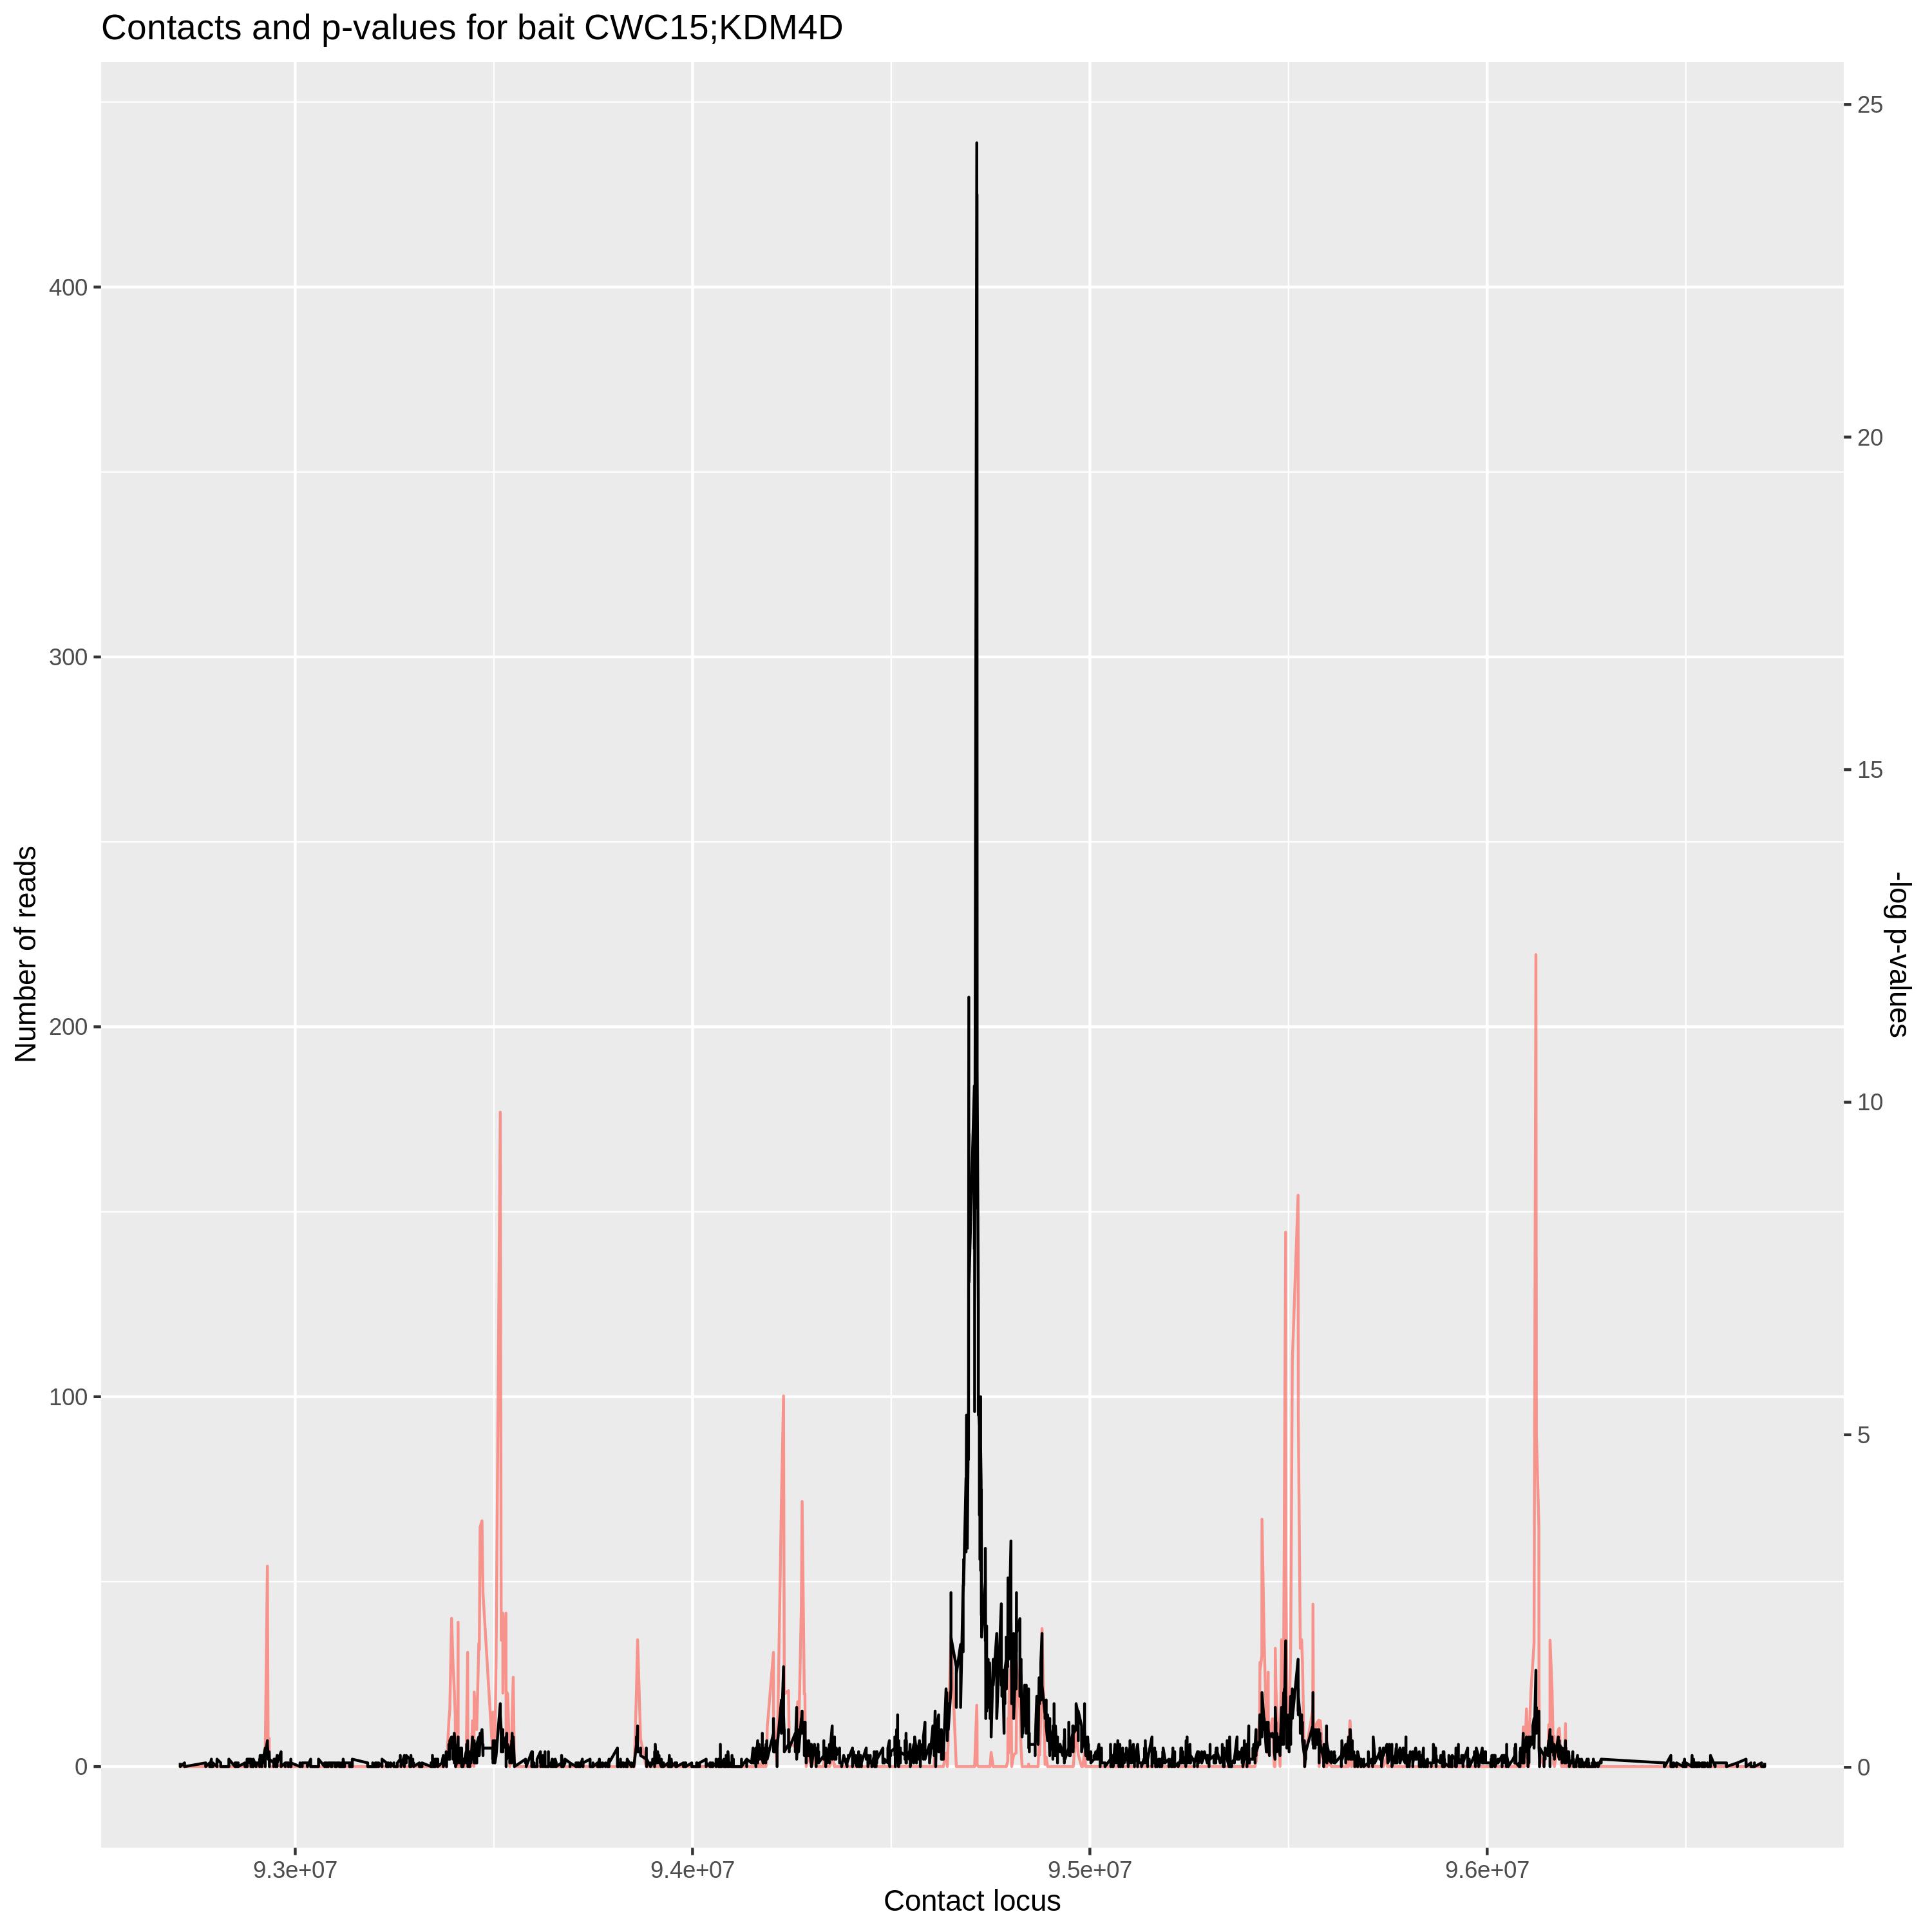 Contacts and p-values for bait CWC15;KDM4D
Number of reads
400
300
200
100
0
25
20
15
10
5
0
-log p-values
9.3e+07 9.4e+07 9.5e+07 9.6e+07
Contact locus